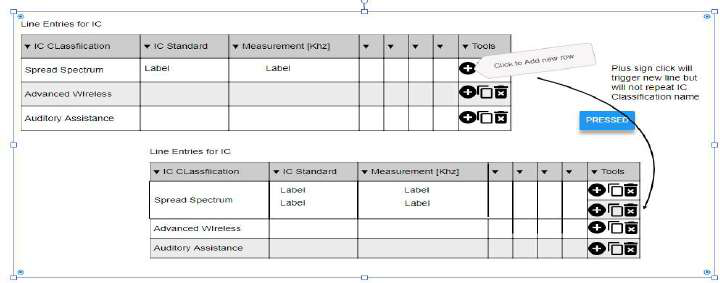 Line Entries for IC
IC CLassfiication IC Standard Measurement [Khz] Tools
Spread Spectrum Label Label
Click to Add new row
Advanced WIreless
Auditory Assistance
Plus sign click will
trigger new line but
will not repeat IC
Classification name
PRESSED
Line Entries for IC
IC CLassfiication IC Standard Measurement [Khz] Tools
Spread Spectrum
Label Label
Label Label
Advanced WIreless
Auditory Assistance